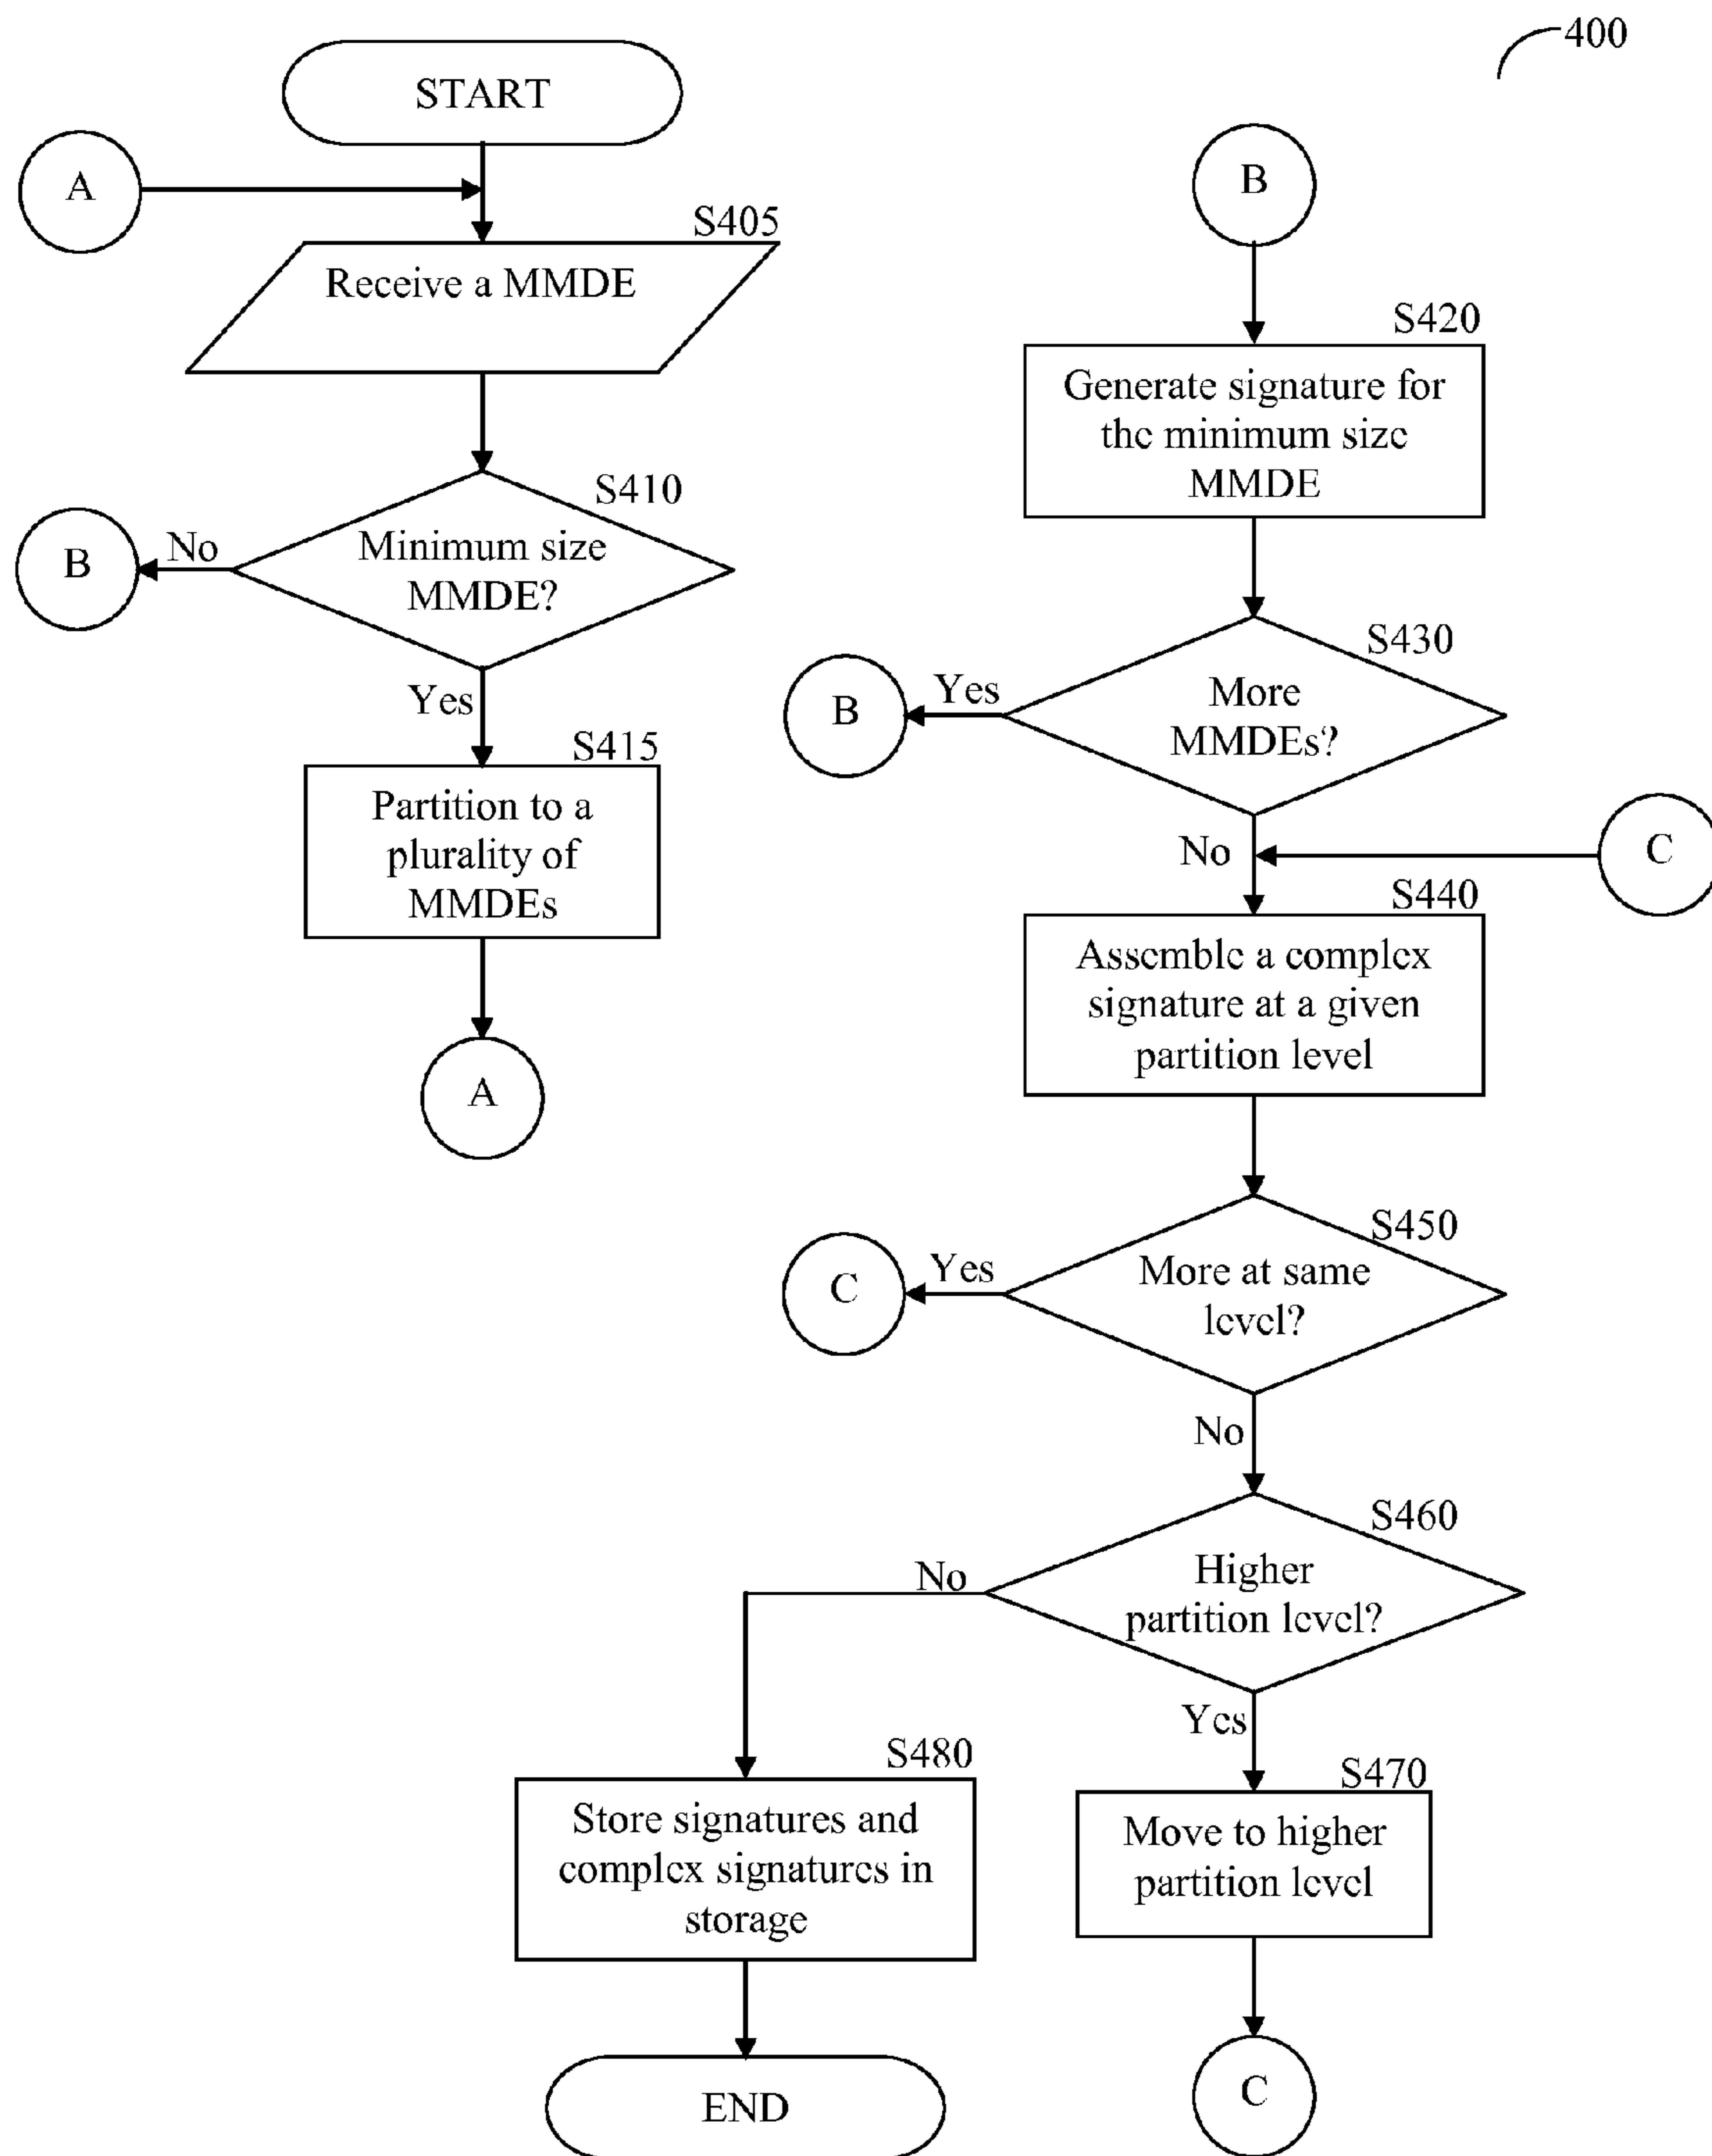 400
START
A
S405
Receive a MMDE
S410
Minimum size
MMDE?
No
B
Yes
S415
Partition to a
plurality of
MMDEs
A
B
S420
Generate signature for
the minimum size
MMDE
S430
More
MMDEs?
Yes
B
No
C
S440
Assemble a complex
signature at a given
partition level
S450
More at same
level?
Yes
C
No
S460
Higher
partition level?
No
Yes
S480
Store signatures and
complex signatures in
storage
S470
Move to higher
partition level
END
C